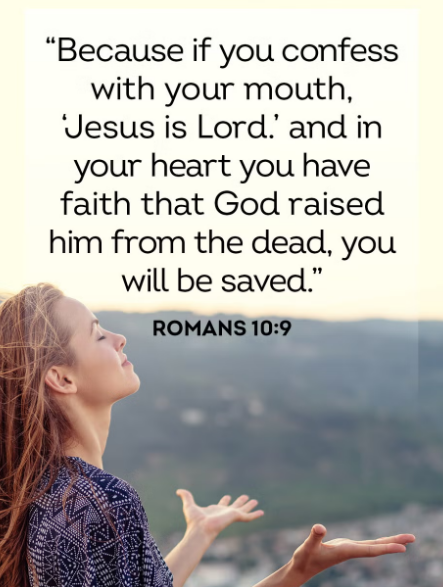 “Because if you confess
with your mouth,
‘Jesus is Lord.’ and in
your heart you have
faith that God raised
him from the dead, you
will be saved.”
ROMANS 10:9